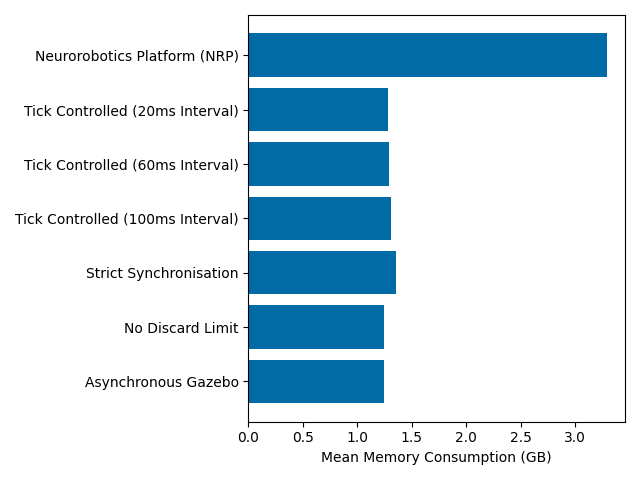 Neurorobotics Platform (NRP)
Tick Controlled (20ms Interval)
Tick Controlled (60ms Interval)
Tick Controlled (100ms Interval)
Strict Synchronisation
No Discard Limit
Asynchronous Gazebo
0.0 0.5 1.0 1.5 2.0 2.5 3.0
Mean Memory Consumption (GB)